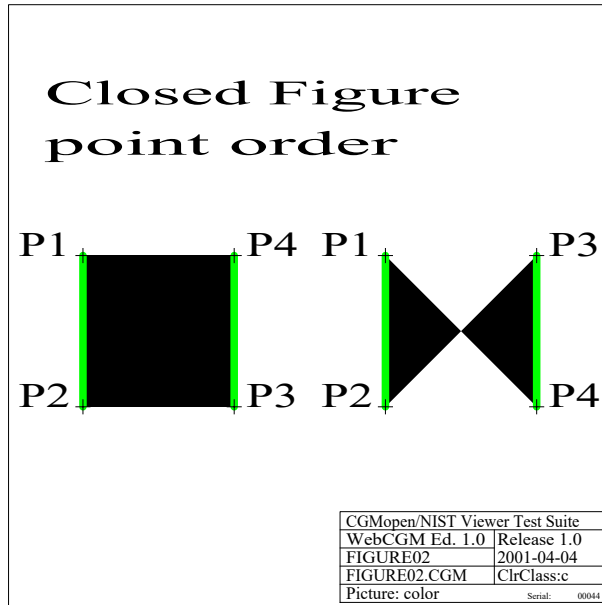 Closed Figure
point order
P1 P4 P1 P3
P2 P3 P2 P4
CGMopen/NIST Viewer Test Suite
WebCGM Ed. 1.0 Release 1.0
FIGURE02 2001-04-04
FIGURE02.CGM ClrClass:c
Picture: color Serial: 00044